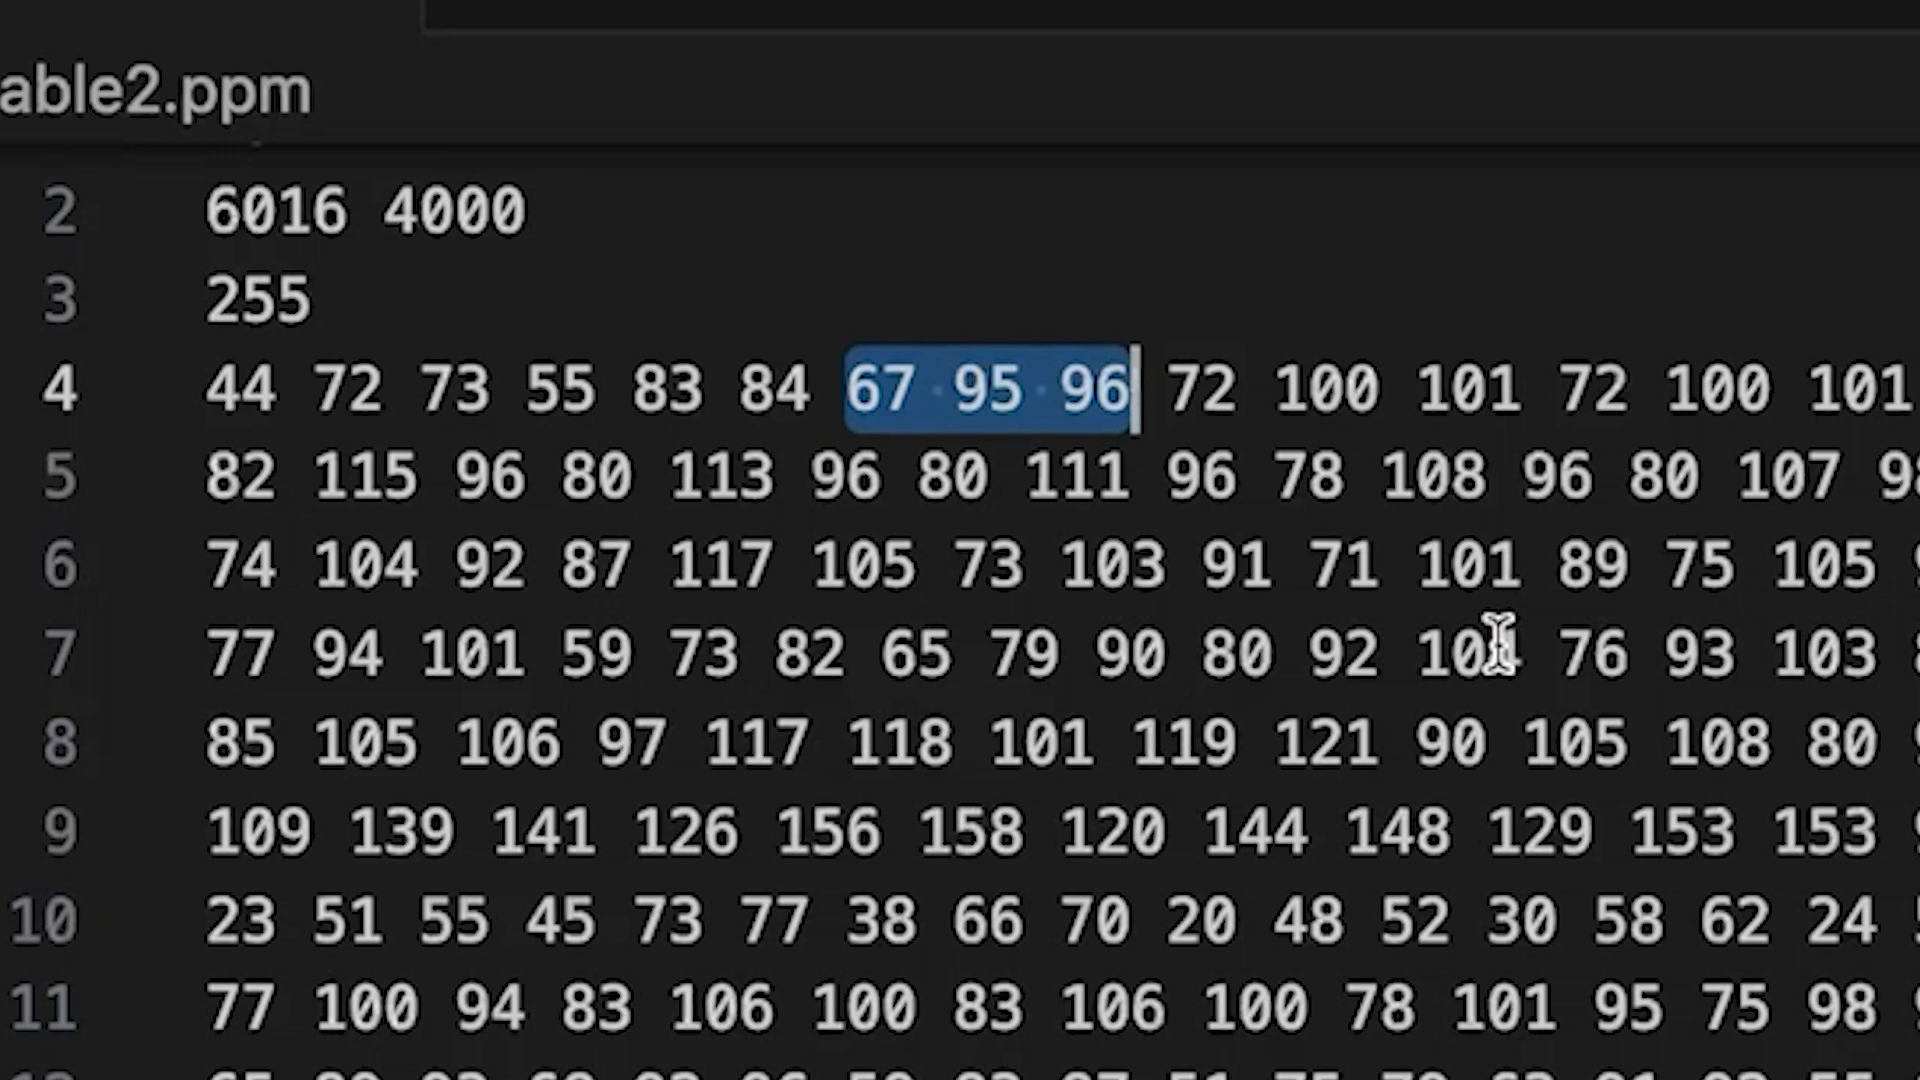 able2.ppm
2 6016 4000
3 255
4 44 72 73 55 83 84 67 95 96 72 100 101 72 100 101
5 82 115 96 80 113 96 80 111 96 78 108 96 80 107
6 74 104 92 87 117 105 73 103 91 71 101 89 75 105
7 77 94 101 59 73 82 65 79 90 80 92 104 76 93 103
8 85 105 106 97 117 118 101 119 121 90 105 108 80
9 109 139 141 126 156 158 120 144 148 129 153 153
10 23 51 55 45 73 77 38 66 70 20 48 52 30 58 62 24
11 77 100 94 83 106 100 83 106 100 78 101 95 75 98